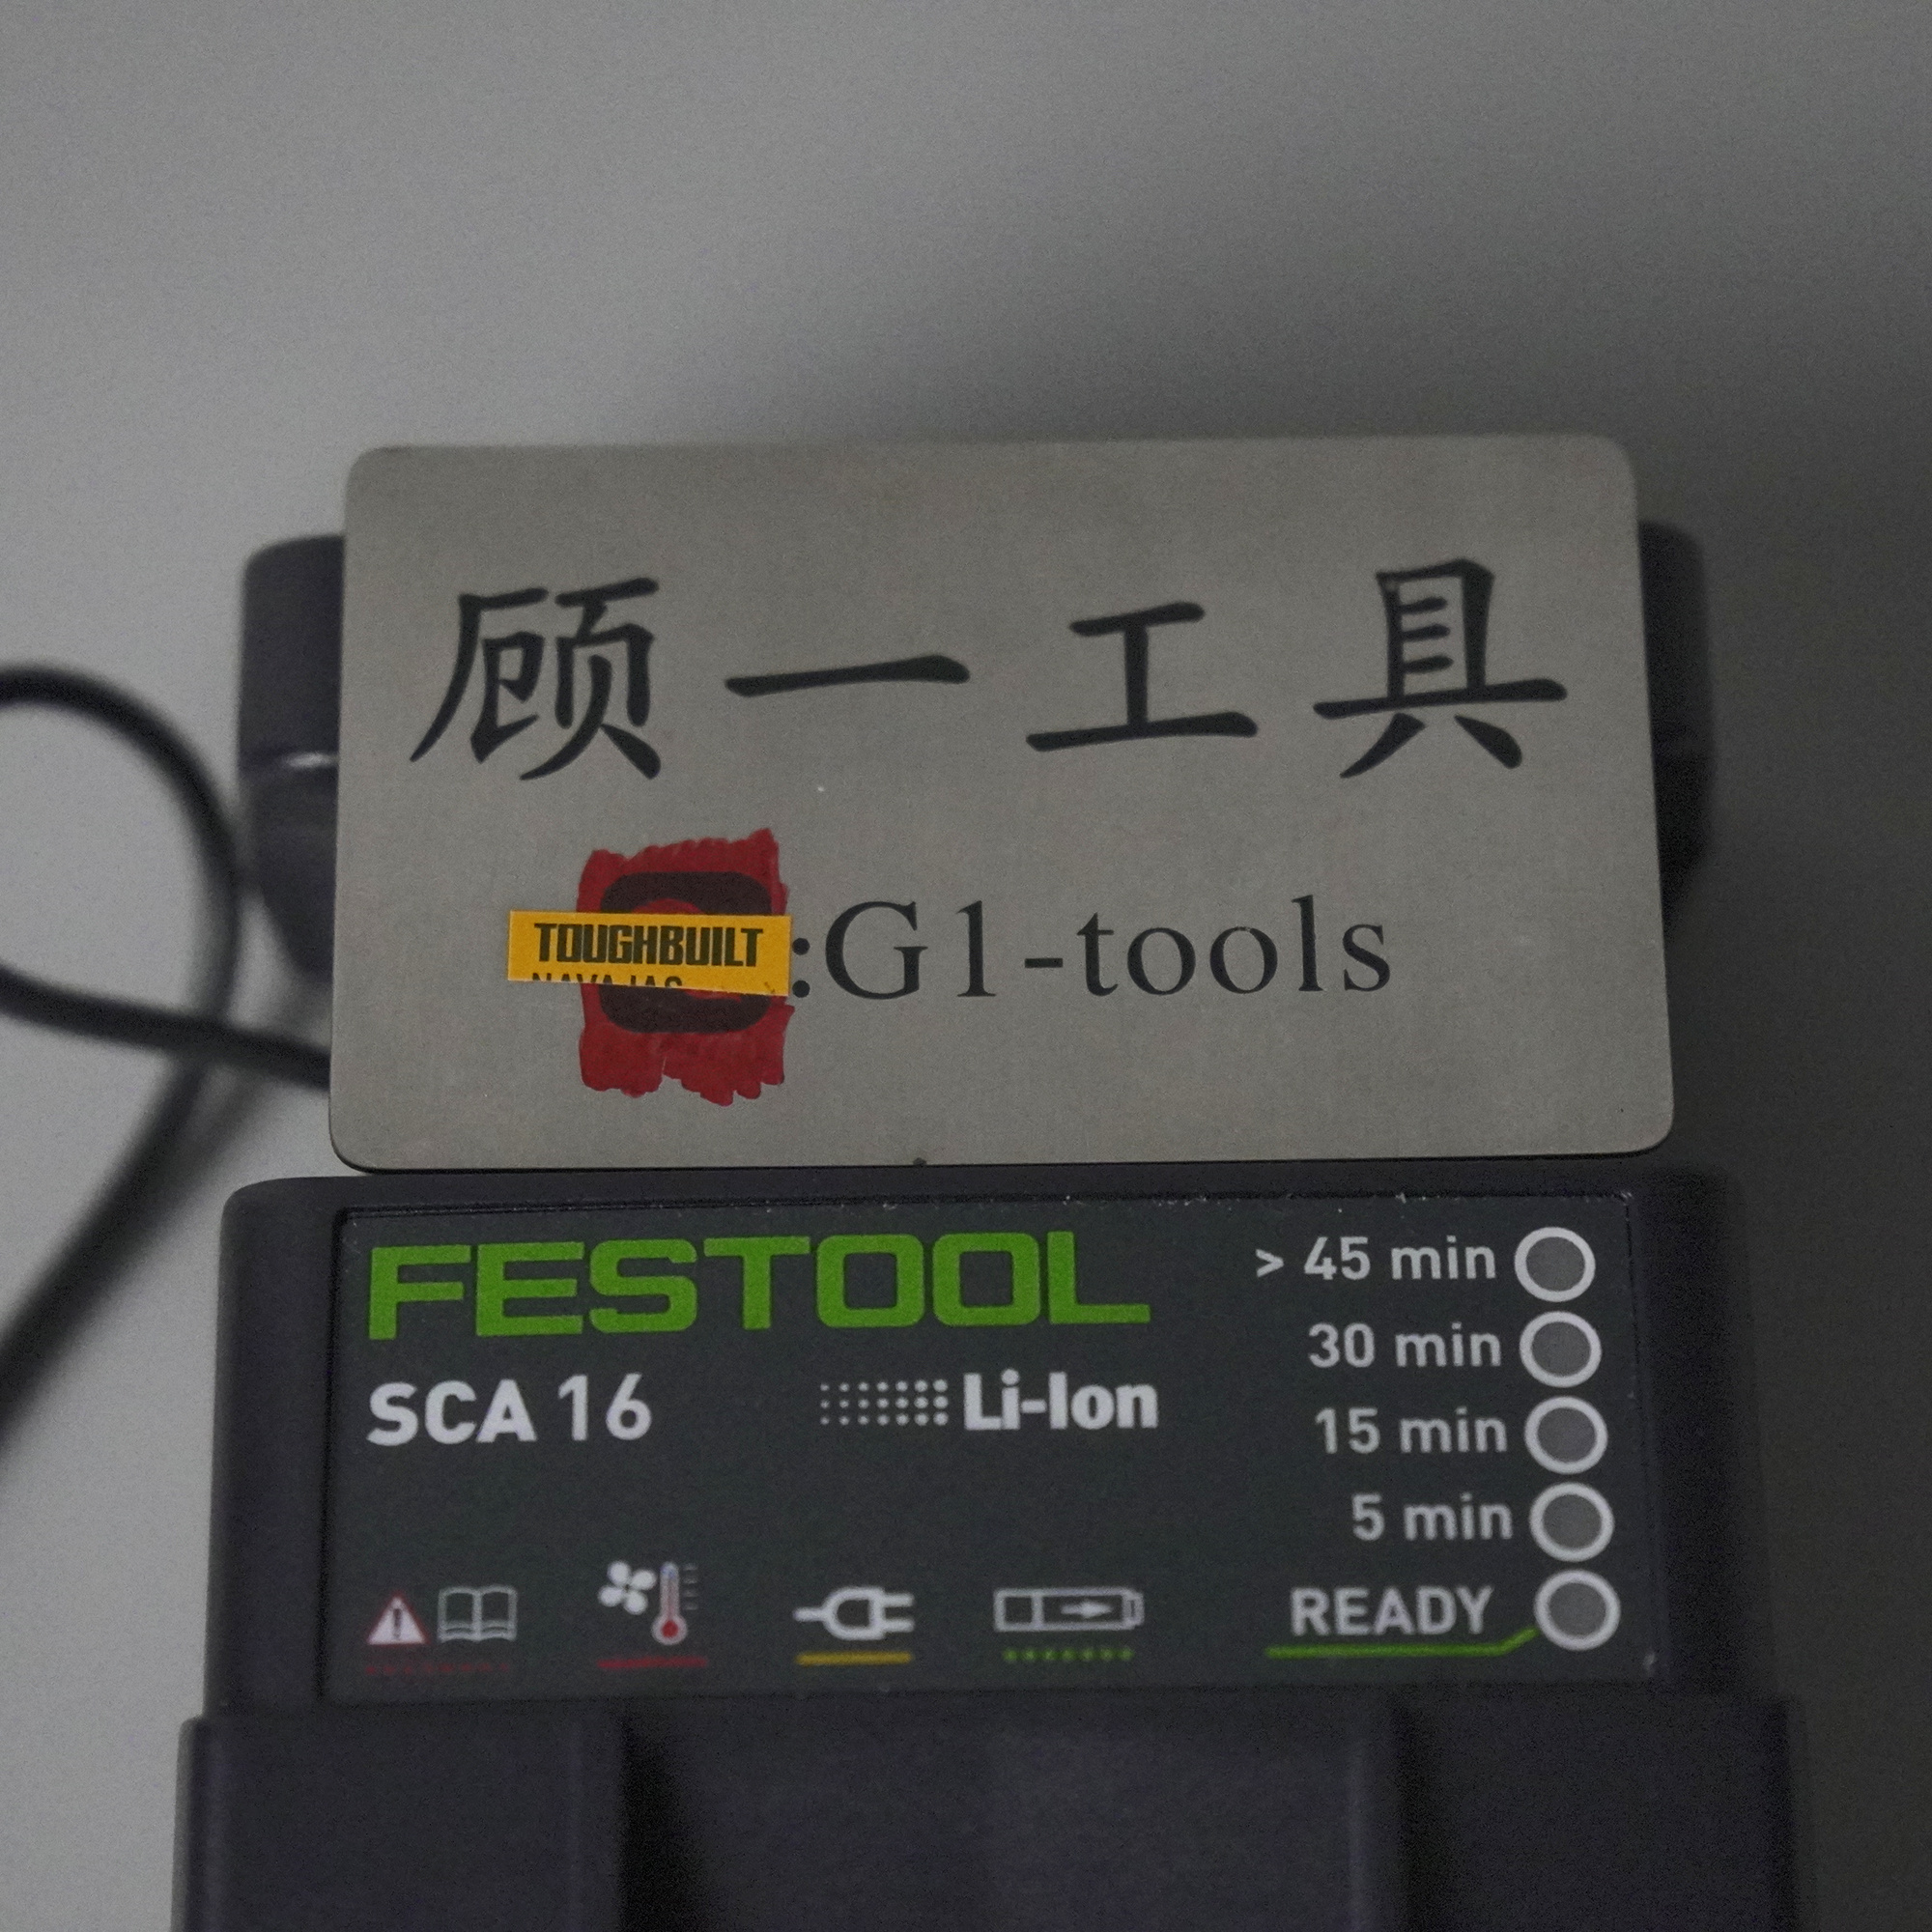 顾一工具
TOUGHBUILT
:G1-tools
FESTOOL
SCA 16
Li-Ion
> 45 min
30 min
15 min
5 min
READY